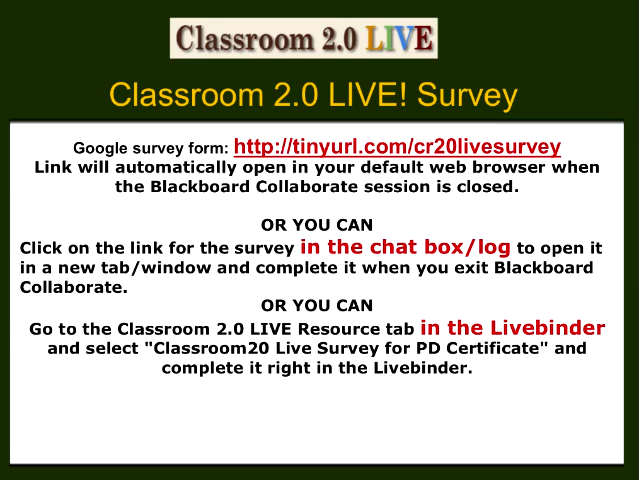 Classroom 2.0 LIVE
Classroom 2.0 LIVE! Survey
Google survey form: http://tinyurl.com/cr20livesurvey
Link will automatically open in your default web browser when
the Blackboard Collaborate session is closed.
OR YOU CAN
Click on the link for the survey in the chat box/log to open it
in a new tab/window and complete it when you exit Blackboard
Collaborate.
OR YOU CAN
Go to the Classroom 2.0 LIVE Resource tab in the Livebinder
and select "Classroom20 Live Survey for PD Certificate" and
complete it right in the Livebinder.